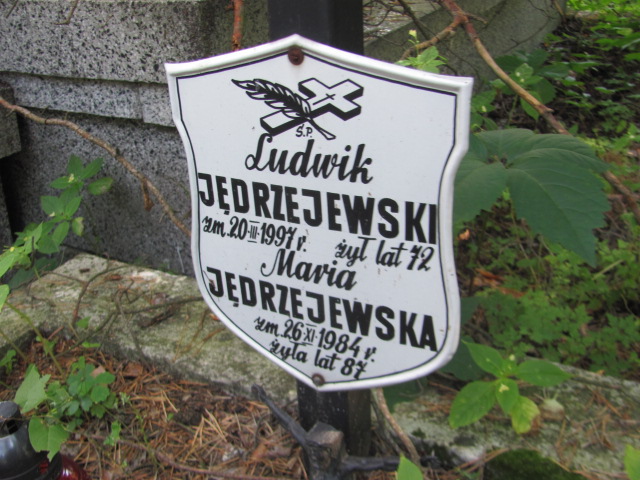 Ś.P.
Ludwik
JĘDRZEJEWSKI
zm. 20·III·1997 r.
żył lat 72
Maria
JĘDRZEJEWSKA
zm. 26·XI·1984 r.
żyła lat 87